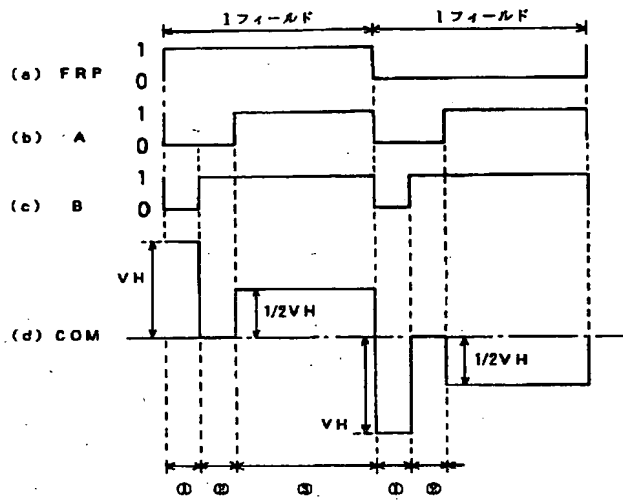 1フィールド 1フィールド
(a) FRP 1
0
(b) A 1
0
(c) B 1
0
VH
1/2VH
(d) COM
1/2VH
VH
① ② ③ ① ②